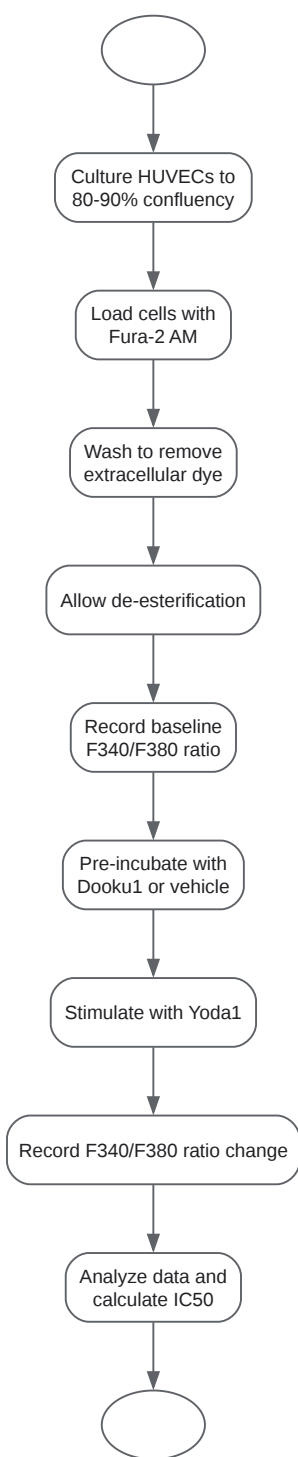 Culture HUVECs to
80-90% confluency
Load cells with
Fura-2 AM
Wash to remove
extracellular dye
Allow de-esterification
Record baseline
F340/F380 ratio
Pre-incubate with
Dooku1 or vehicle
Stimulate with Yoda1
Record F340/F380 ratio change
Analyze data and
calculate IC50